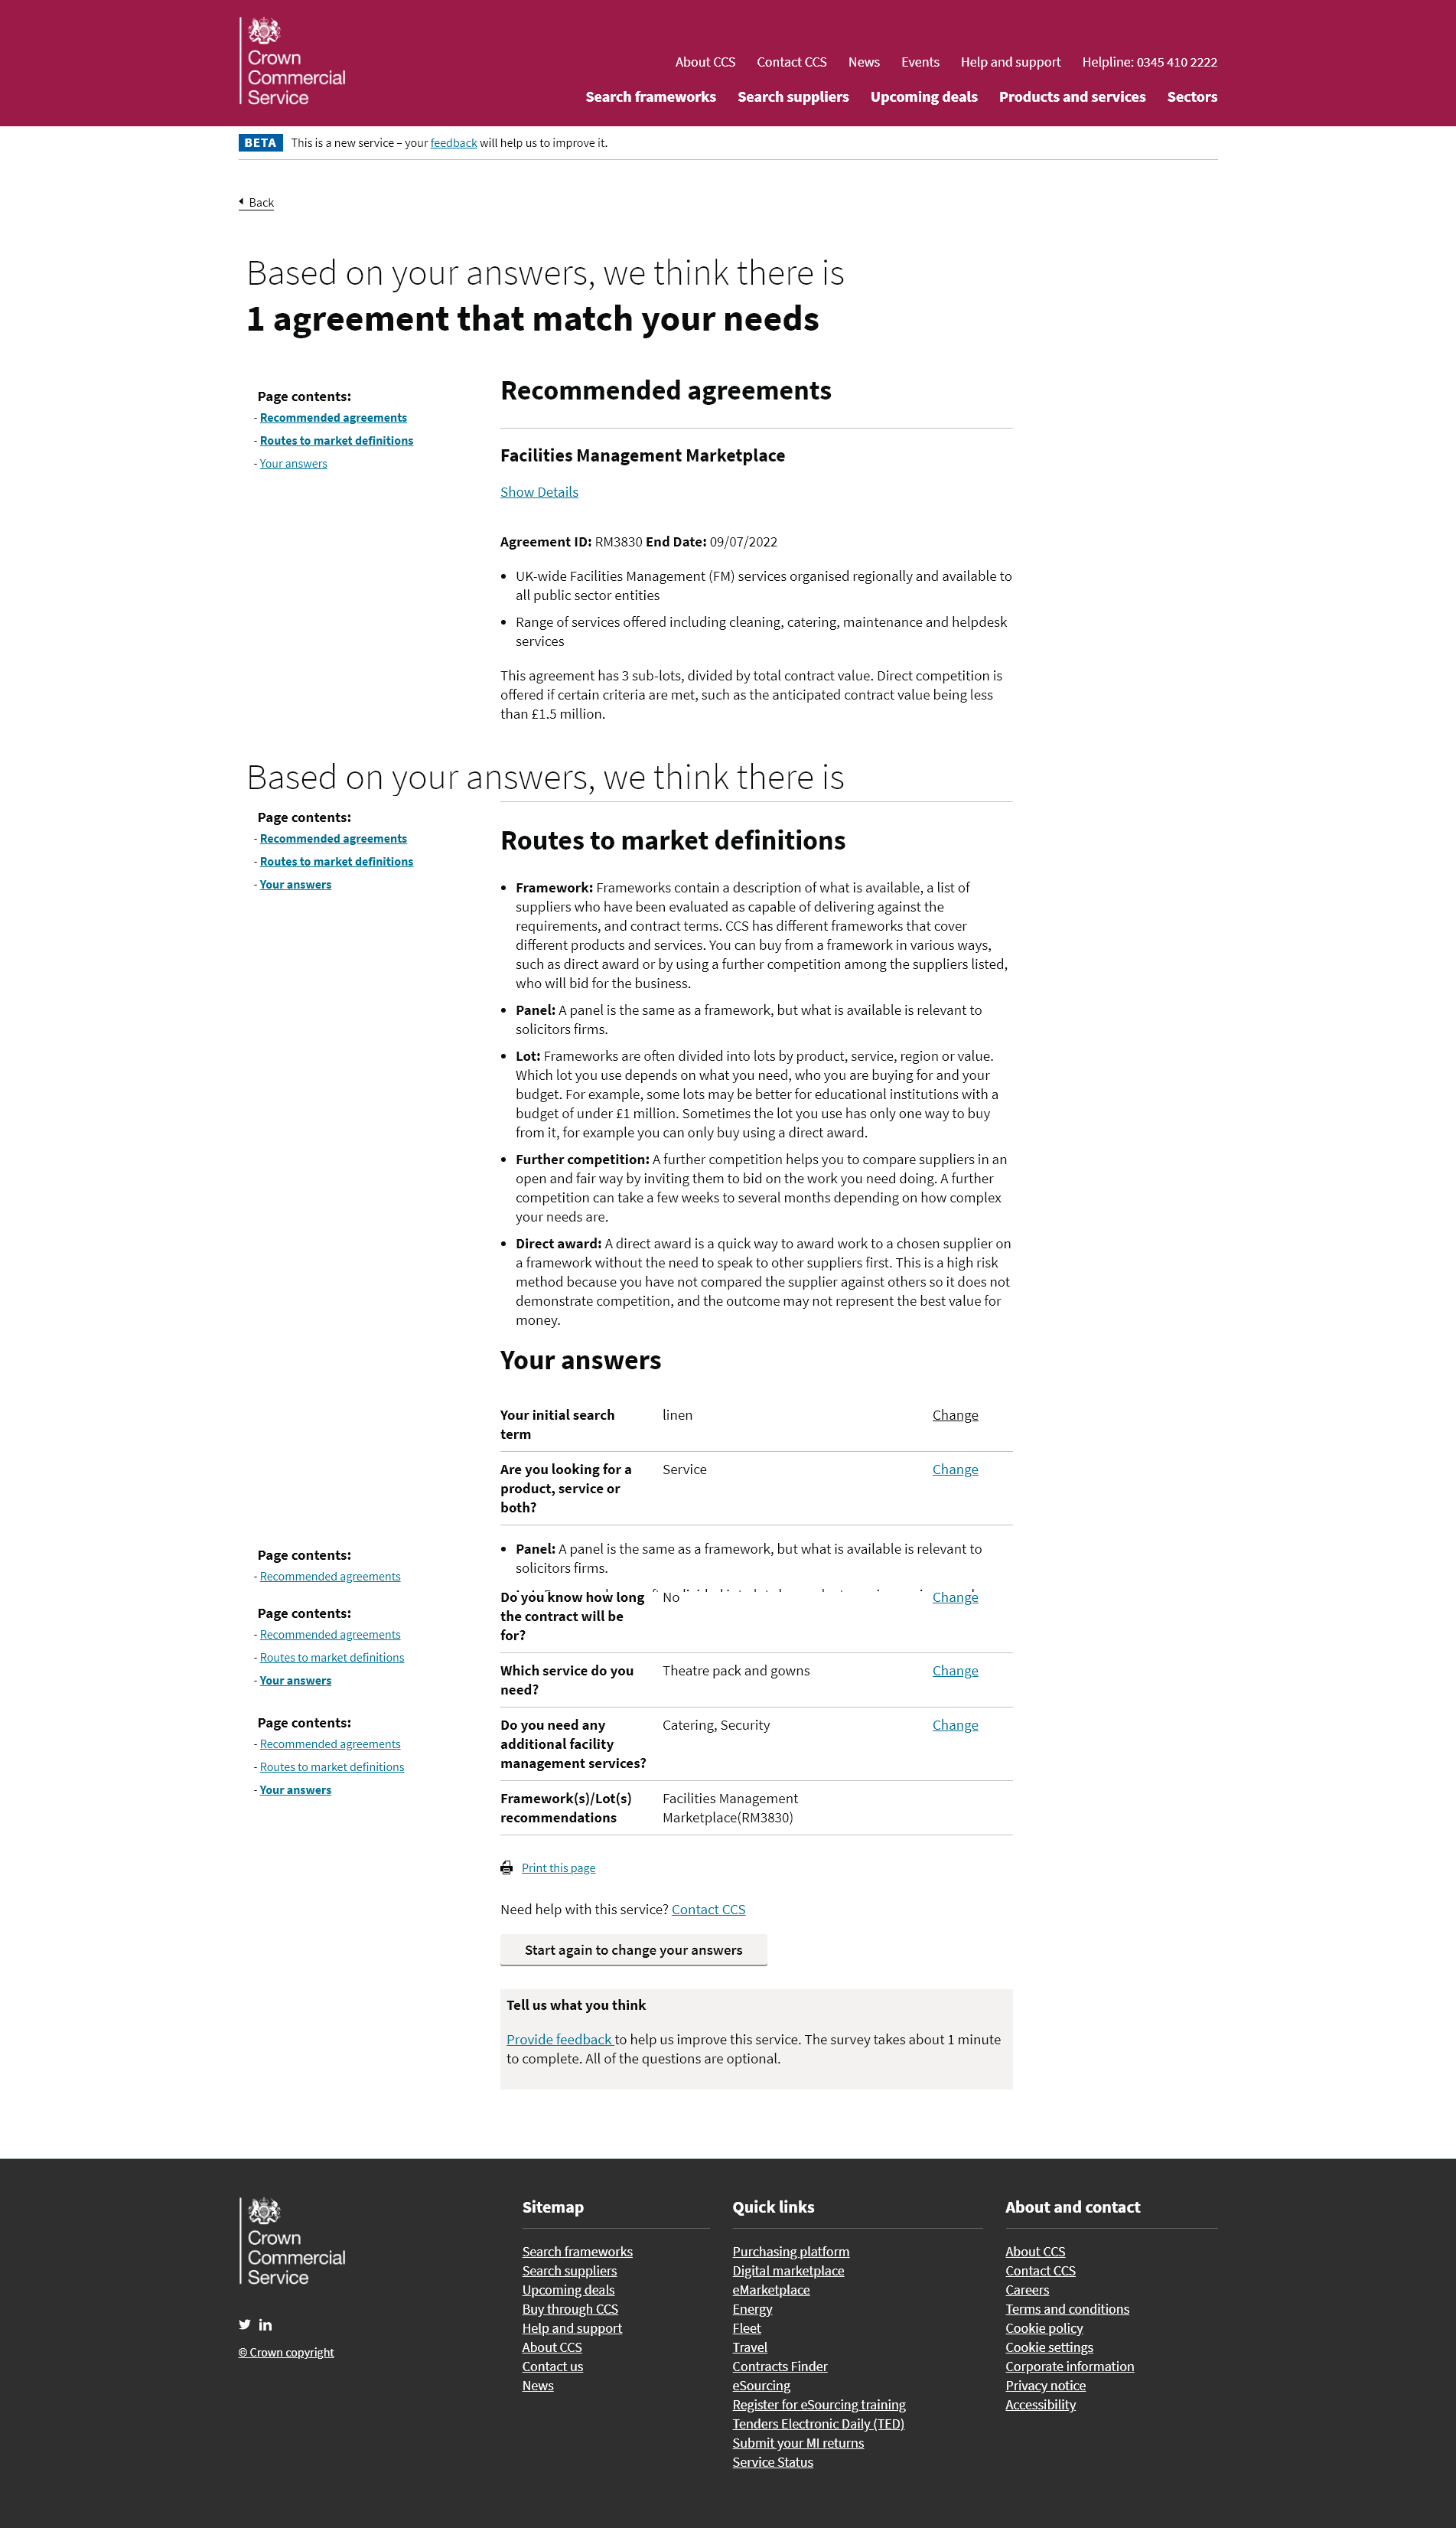 Crown
Commercial
Service
About CCS Contact CCS News Events Help and support Helpline: 0345 410 2222
Search frameworks Search suppliers Upcoming deals Products and services Sectors
BETA This is a new service – your feedback will help us to improve it.
Back
Based on your answers, we think there is
1 agreement that match your needs
Page contents:
- Recommended agreements
- Routes to market definitions
- Your answers
Recommended agreements
Facilities Management Marketplace
Show Details
Agreement ID: RM3830 End Date: 09/07/2022
• UK-wide Facilities Management (FM) services organised regionally and available to
all public sector entities
• Range of services offered including cleaning, catering, maintenance and helpdesk
services
This agreement has 3 sub-lots, divided by total contract value. Direct competition is
offered if certain criteria are met, such as the anticipated contract value being less
than £1.5 million.
Based on your answers, we think there is
Page contents:
- Recommended agreements
- Routes to market definitions
- Your answers
Routes to market definitions
• Framework: Frameworks contain a description of what is available, a list of
suppliers who have been evaluated as capable of delivering against the
requirements, and contract terms. CCS has different frameworks that cover
different products and services. You can buy from a framework in various ways,
such as direct award or by using a further competition among the suppliers listed,
who will bid for the business.
• Panel: A panel is the same as a framework, but what is available is relevant to
solicitors firms.
• Lot: Frameworks are often divided into lots by product, service, region or value.
Which lot you use depends on what you need, who you are buying for and your
budget. For example, some lots may be better for educational institutions with a
budget of under £1 million. Sometimes the lot you use has only one way to buy
from it, for example you can only buy using a direct award.
• Further competition: A further competition helps you to compare suppliers in an
open and fair way by inviting them to bid on the work you need doing. A further
competition can take a few weeks to several months depending on how complex
your needs are.
• Direct award: A direct award is a quick way to award work to a chosen supplier on
a framework without the need to speak to other suppliers first. This is a high risk
method because you have not compared the supplier against others so it does not
demonstrate competition, and the outcome may not represent the best value for
money.
Your answers
Your initial search linen Change
term
Are you looking for a Service Change
product, service or
both?
• Panel: A panel is the same as a framework, but what is available is relevant to
solicitors firms.
Page contents:
- Recommended agreements
Do you know how long No Change
the contract will be
for?
Page contents:
- Recommended agreements
- Routes to market definitions
- Your answers
Which service do you Theatre pack and gowns Change
need?
Do you need any Catering, Security Change
additional facility
management services?
Page contents:
- Recommended agreements
- Routes to market definitions
- Your answers
Framework(s)/Lot(s) Facilities Management
recommendations Marketplace(RM3830)
Print this page
Need help with this service? Contact CCS
Start again to change your answers
Tell us what you think
Provide feedback to help us improve this service. The survey takes about 1 minute
to complete. All of the questions are optional.
Crown
Commercial
Service
© Crown copyright
Sitemap
Search frameworks
Search suppliers
Upcoming deals
Buy through CCS
Help and support
About CCS
Contact us
News
Quick links
Purchasing platform
Digital marketplace
eMarketplace
Energy
Fleet
Travel
Contracts Finder
eSourcing
Register for eSourcing training
Tenders Electronic Daily (TED)
Submit your MI returns
Service Status
About and contact
About CCS
Contact CCS
Careers
Terms and conditions
Cookie policy
Cookie settings
Corporate information
Privacy notice
Accessibility